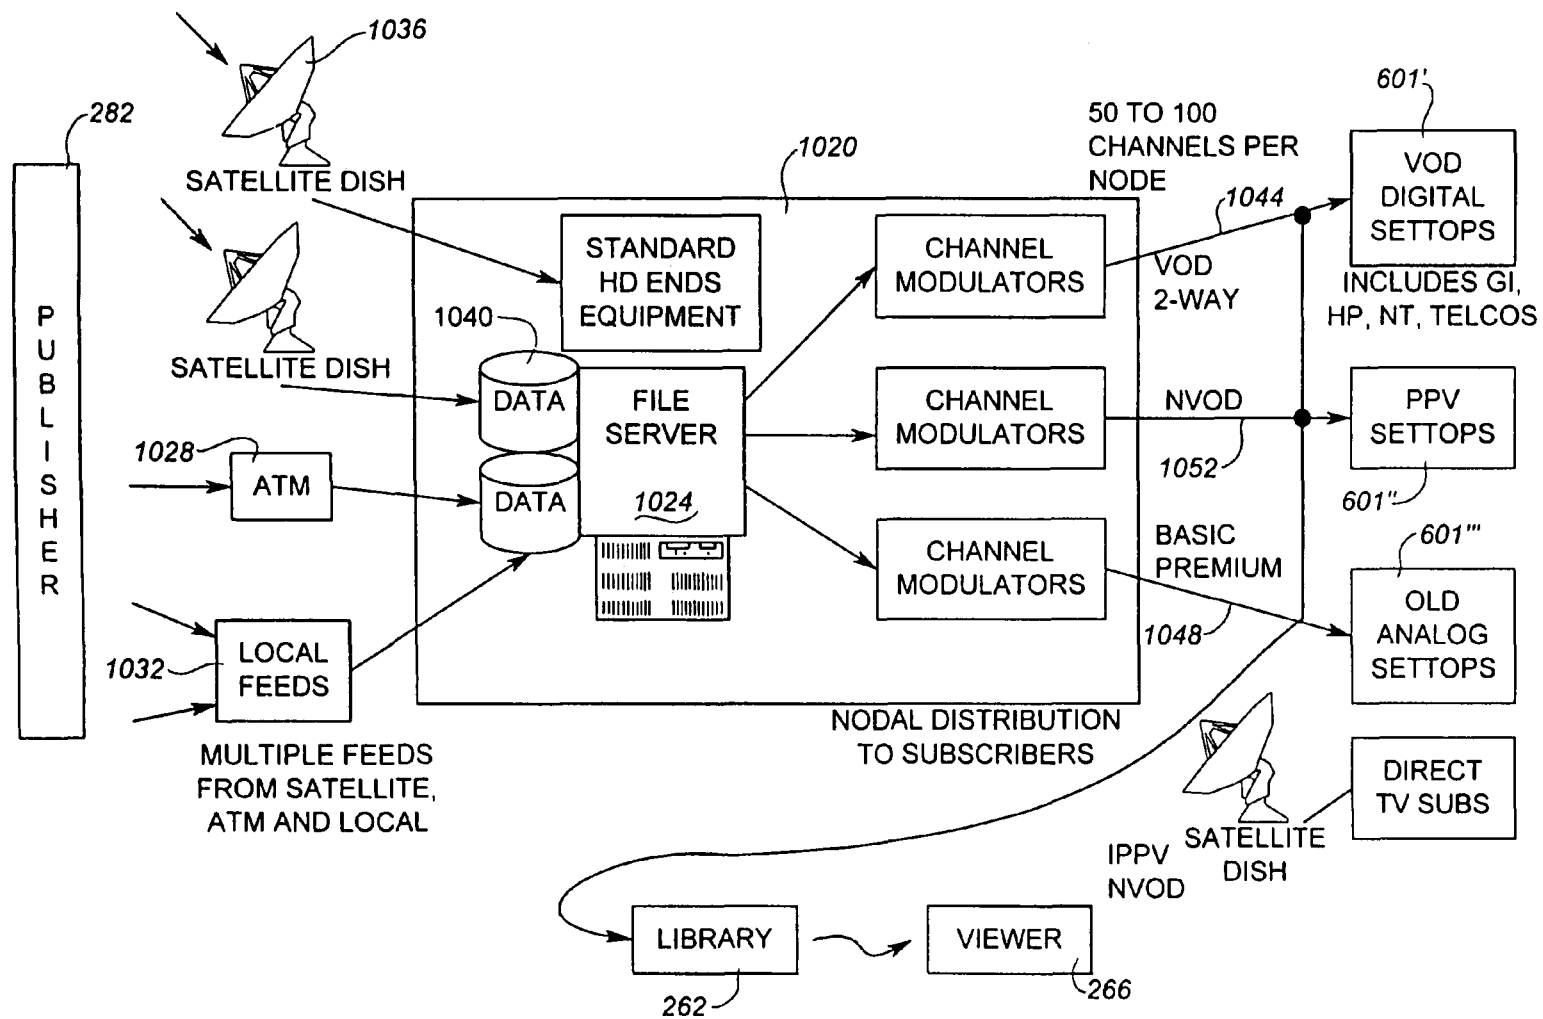 1036
282
SATELLITE DISH
SATELLITE DISH
PUBLISHER
1028
ATM
1032
LOCAL
FEEDS
MULTIPLE FEEDS
FROM SATELLITE,
ATM AND LOCAL
1020
STANDARD
HD ENDS
EQUIPMENT
1040
DATA
DATA
FILE
SERVER
1024
CHANNEL
MODULATORS
CHANNEL
MODULATORS
CHANNEL
MODULATORS
NODAL DISTRIBUTION
TO SUBSCRIBERS
50 TO 100
CHANNELS PER
NODE
1044
VOD
2-WAY
NVOD
1052
BASIC
PREMIUM
1048
601'
VOD
DIGITAL
SETTOPS
INCLUDES GI,
HP, NT, TELCOS
PPV
SETTOPS
601"
601'"
OLD
ANALOG
SETTOPS
DIRECT
TV SUBS
SATELLITE
DISH
IPPV
NVOD
LIBRARY
262
VIEWER
266